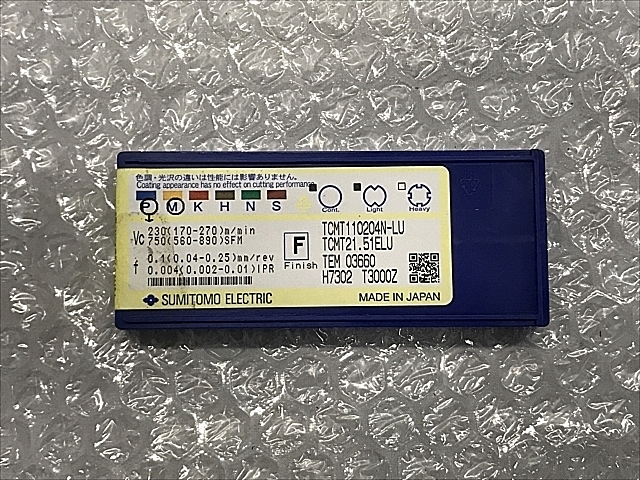 色調・光沢の違いは性能には影響ありません。
Coating appearance has no effect on cutting performance.
P M K H N S
Cont. Light Heavy
Vc 230(170-270)m/min
750(560-890)SFM
f 0.1(0.04-0.25)mm/rev
0.004(0.002-0.01)IPR
F
Finish
TCMT110204N-LU
TCMT21.51ELU
TEM 03660
H7302 T3000Z
SUMITOMO ELECTRIC
MADE IN JAPAN